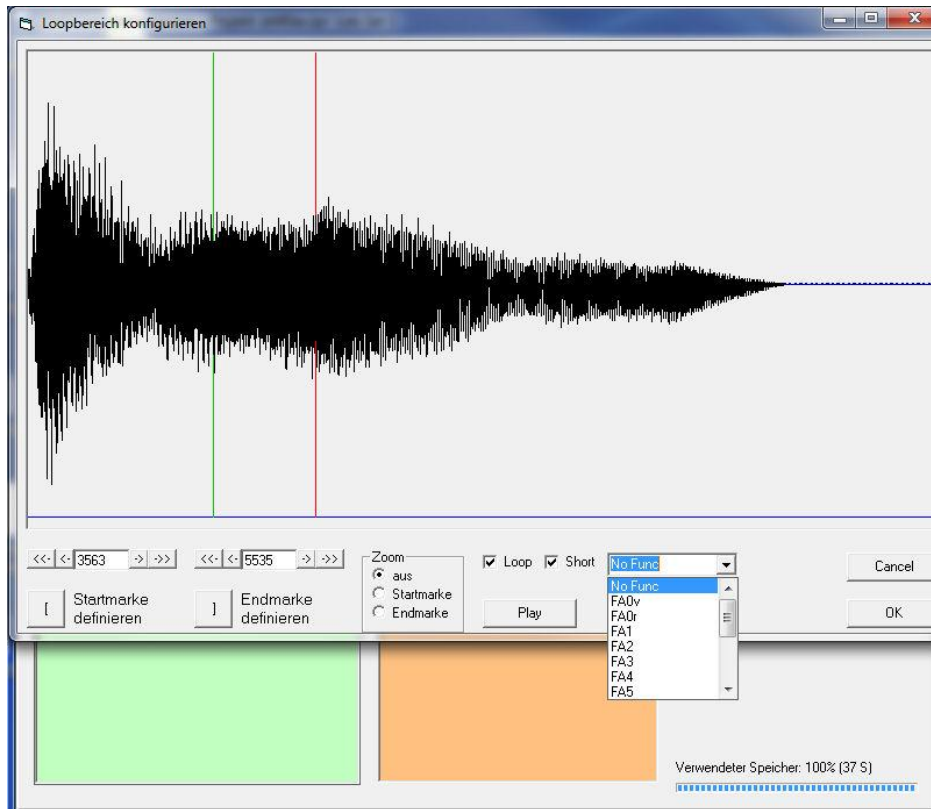 Loopbereich konfigurieren
<<- <- 3563 -> ->>
<<- <- 5535 -> ->>
Zoom
aus
Startmarke
Endmarke
Loop
Short
No Func
Cancel
[ Startmarke
definieren
] Endmarke
definieren
Play
OK
No Func
FA0v
FA0r
FA1
FA2
FA3
FA4
FA5
Verwendeter Speicher: 100% (37 S)